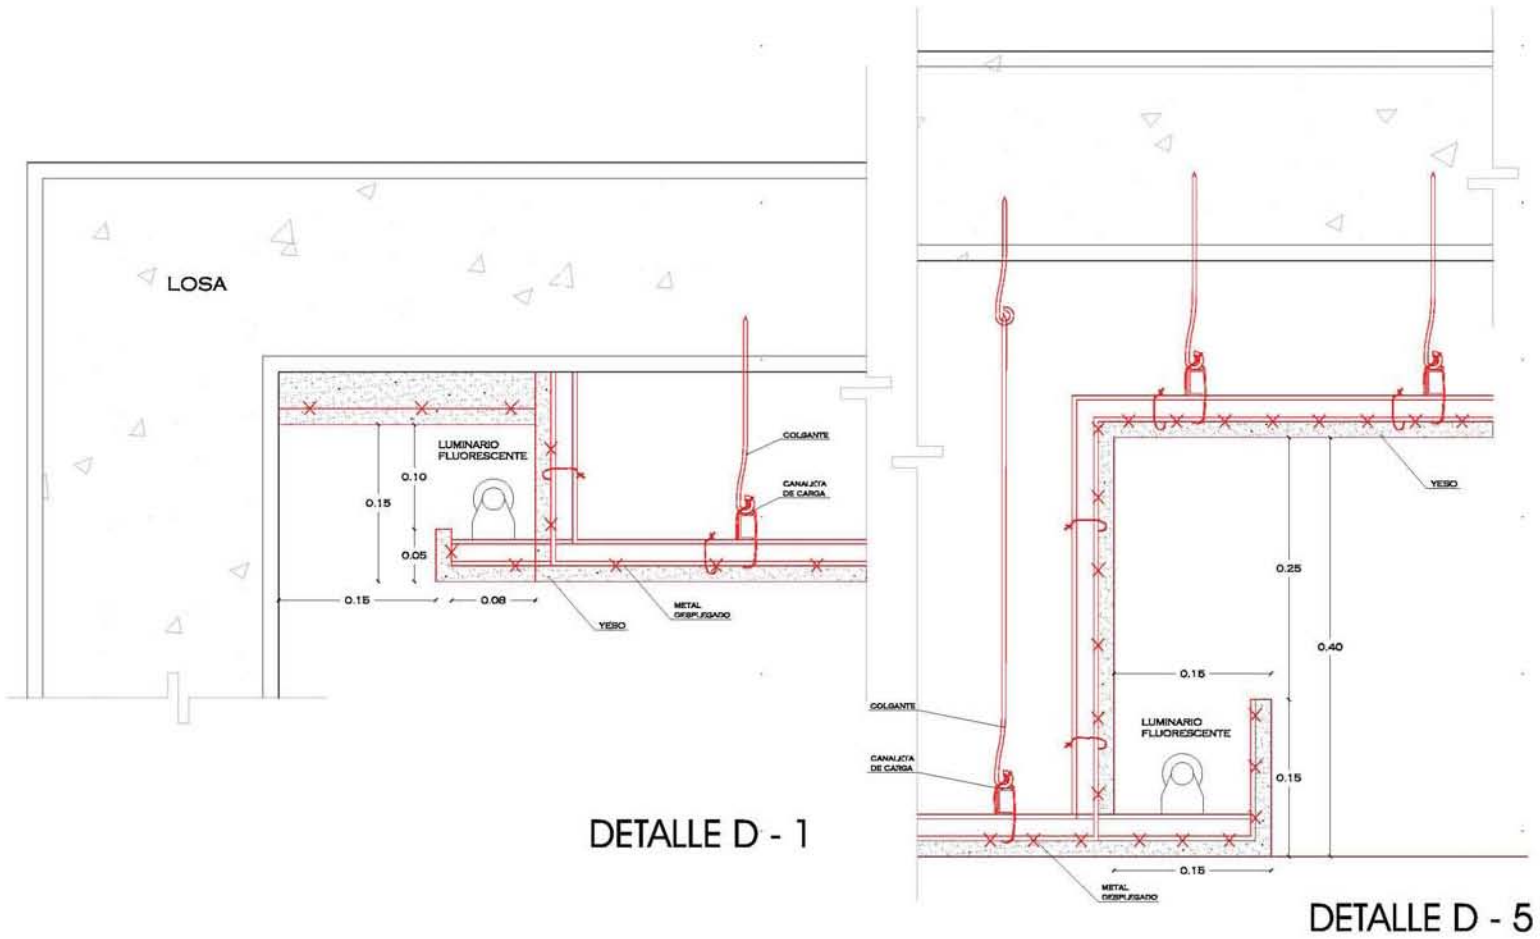 LOSA
LUMINARIO
FLUORESCENTE
0.10
0.15
0.05
0.15
0.08
COLGANTE
CANALETA
DE CARGA
METAL
DESPLEGADO
YESO
DETALLE D - 1
YESO
0.25
0.40
0.15
COLGANTE
LUMINARIO
FLUORESCENTE
CANALETA
DE CARGA
0.15
0.15
METAL
DESPLEGADO
DETALLE D - 5